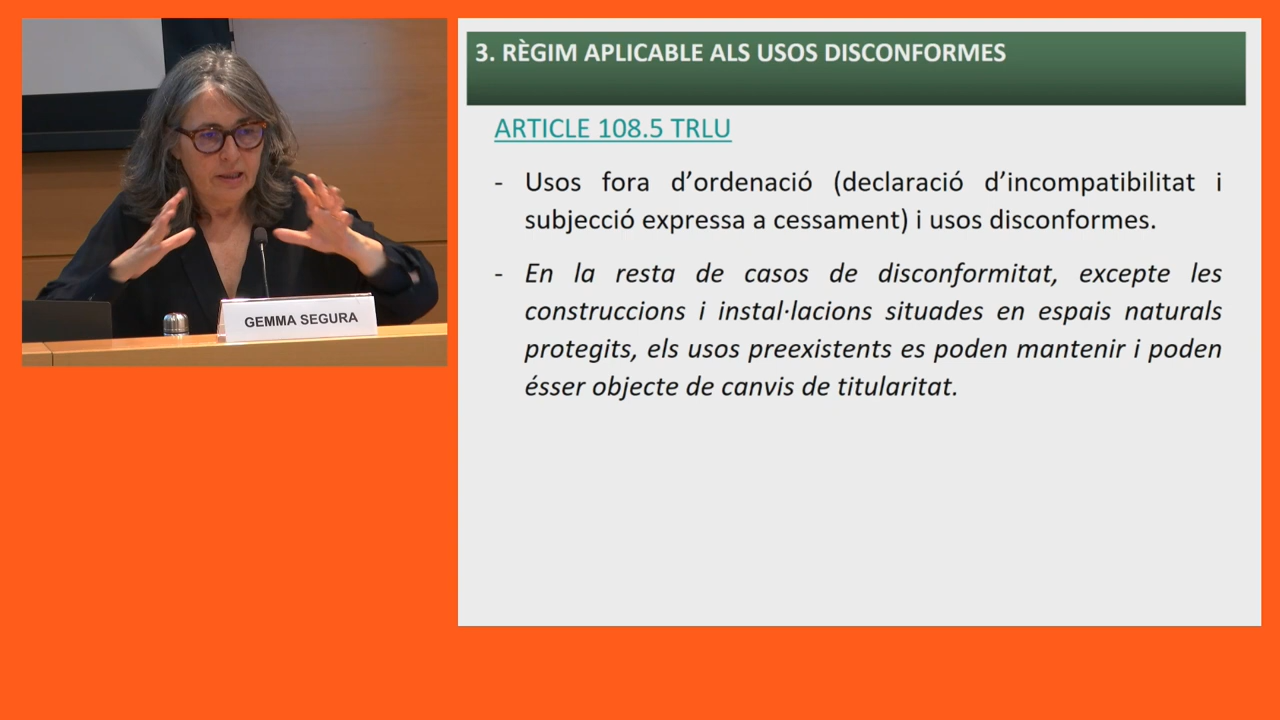 GEMMA SEGURA
3. RÈGIM APLICABLE ALS USOS DISCONFORMES
ARTICLE 108.5 TRLU
- Usos fora d’ordenació (declaració d’incompatibilitat i
subjecció expressa a cessament) i usos disconformes.
- En la resta de casos de disconformitat, excepte les
construccions i instal·lacions situades en espais naturals
protegits, els usos preexistents es poden mantenir i poden
ésser objecte de canvis de titularitat.